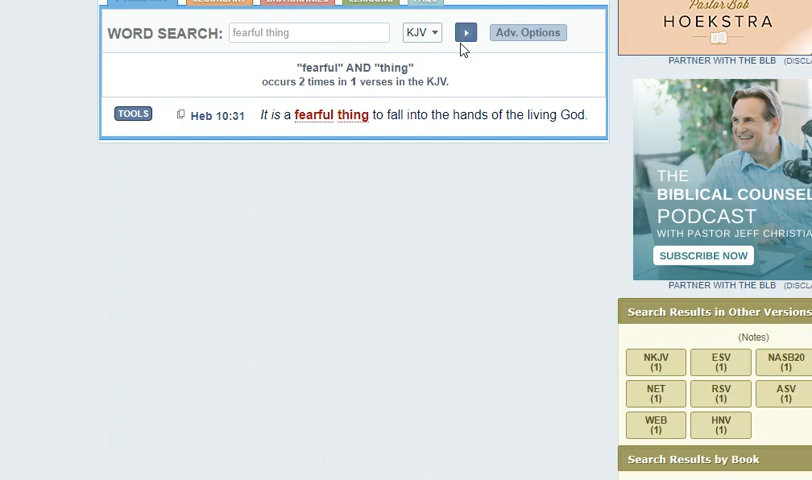 Pastor Bob
HOEKSTRA
WORD SEARCH:
fearful thing
KJV
Adv. Options
PARTNER WITH THE BLB (DISCL
"fearful" AND "thing"
occurs 2 times in 1 verses in the KJV.
TOOLS
Heb 10:31
It is a fearful thing to fall into the hands of the living God.
THE
BIBLICAL COUNSEL
PODCAST
WITH PASTOR JEFF CHRISTIA
SUBSCRIBE NOW
PARTNER WITH THE BLB (DISCL
Search Results in Other Versions
(Notes)
NKJV ESV NASB20
(1) (1) (1)
NET RSV ASV
(1) (1) (1)
WEB HNV
(1) (1)
Search Results by Book